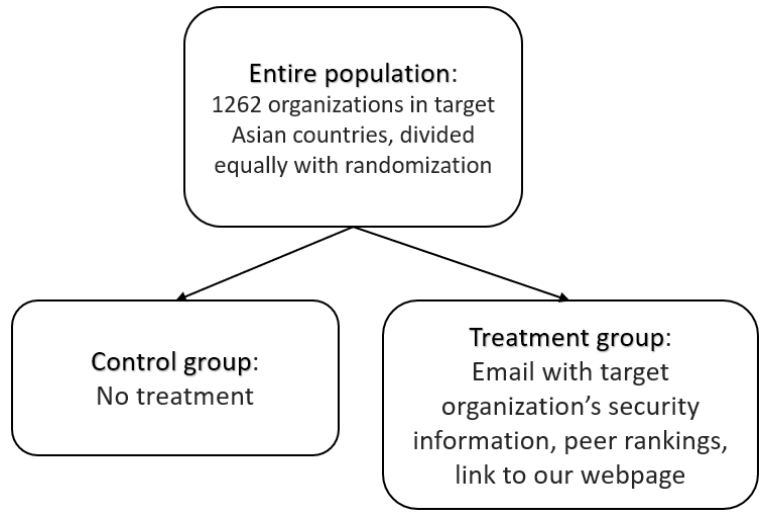 Entire population:
1262 organizations in target
Asian countries, divided
equally with randomization
Control group:
No treatment
Treatment group:
Email with target
organization’s security
information, peer rankings,
link to our webpage